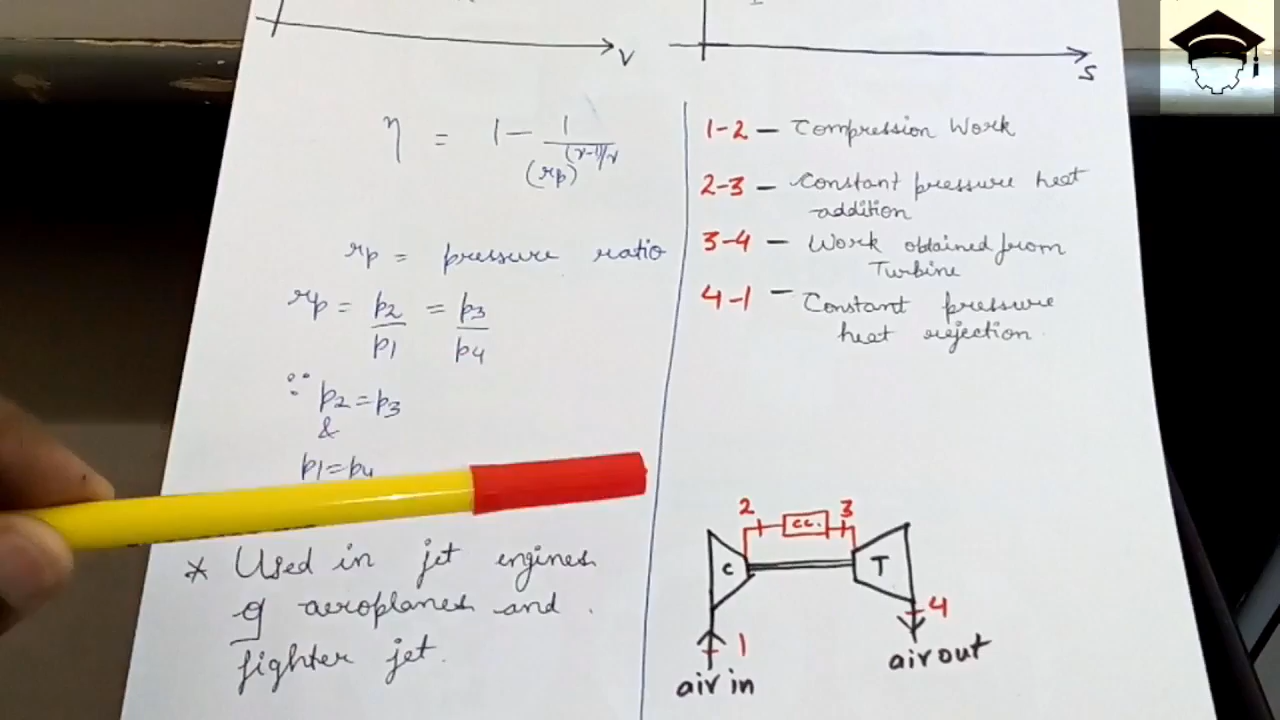 V
S
η = 1 - 1/(rp)^(γ-1)/γ
rp = pressure ratio
rp = p2/p1 = p3/p4
∵ p2 = p3
&
p1 = p4
* Used in jet engines
of aeroplanes and
fighter jet.
1-2 — Compression Work
2-3 — Constant pressure heat
addition
3-4 — Work obtained from
Turbine
4-1 — Constant pressure
heat rejection.
2 3
c.c.
C T
4
1
air out
air in